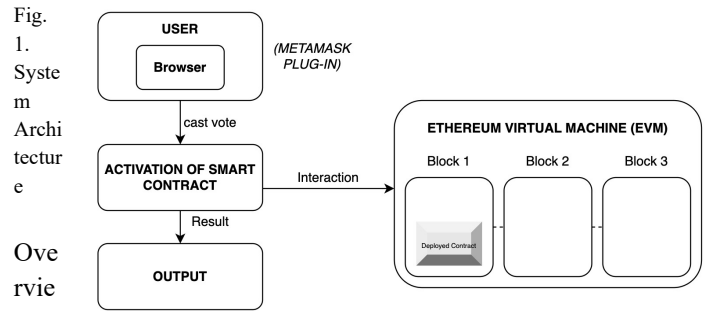 Fig.
1.
Syste
m
Archi
tectur
e
Ove
rvie
USER
Browser
(METAMASK
PLUG-IN)
cast vote
ACTIVATION OF SMART
CONTRACT
Interaction
Result
OUTPUT
ETHEREUM VIRTUAL MACHINE (EVM)
Block 1
Block 2
Block 3
Deployed Contract